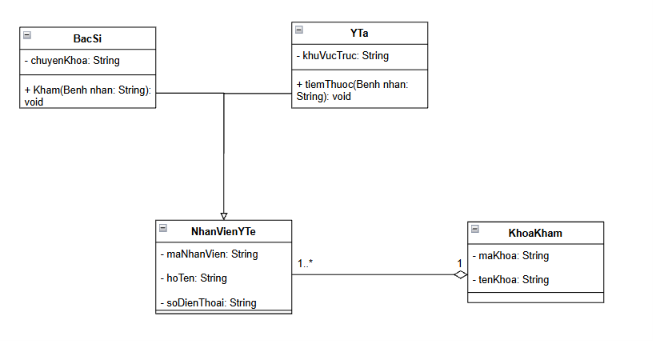 BacSi
- chuyenKhoa: String
+ Kham(Benh nhan: String):
void
YTa
- khuVucTruc: String
+ tiemThuoc(Benh nhan:
String): void
NhanVienYTe
- maNhanVien: String
- hoTen: String
- soDienThoai: String
1..*
1
KhoaKham
- maKhoa: String
- tenKhoa: String